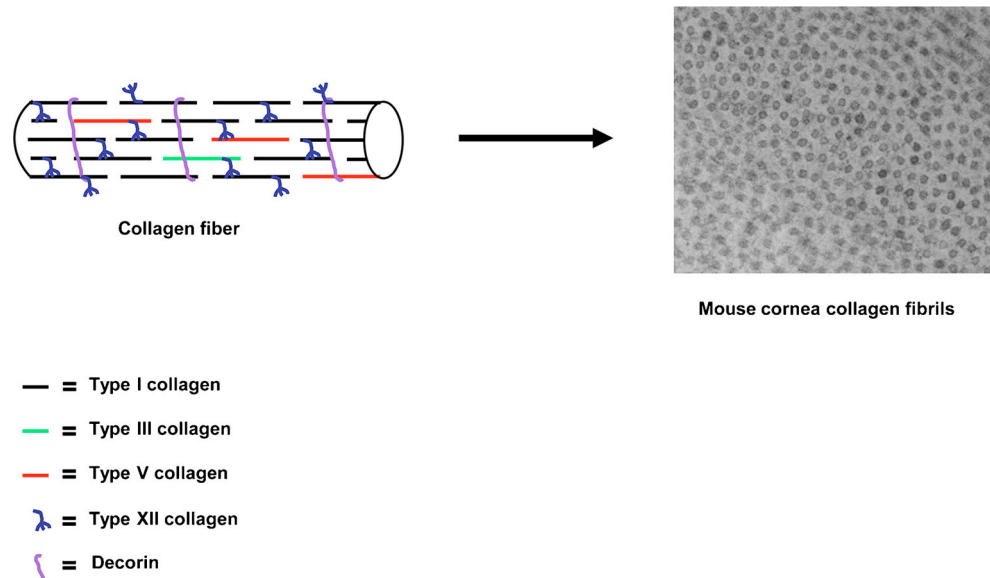 Collagen fiber
Mouse cornea collagen fibrils
= Type I collagen
= Type III collagen
= Type V collagen
= Type XII collagen
= Decorin